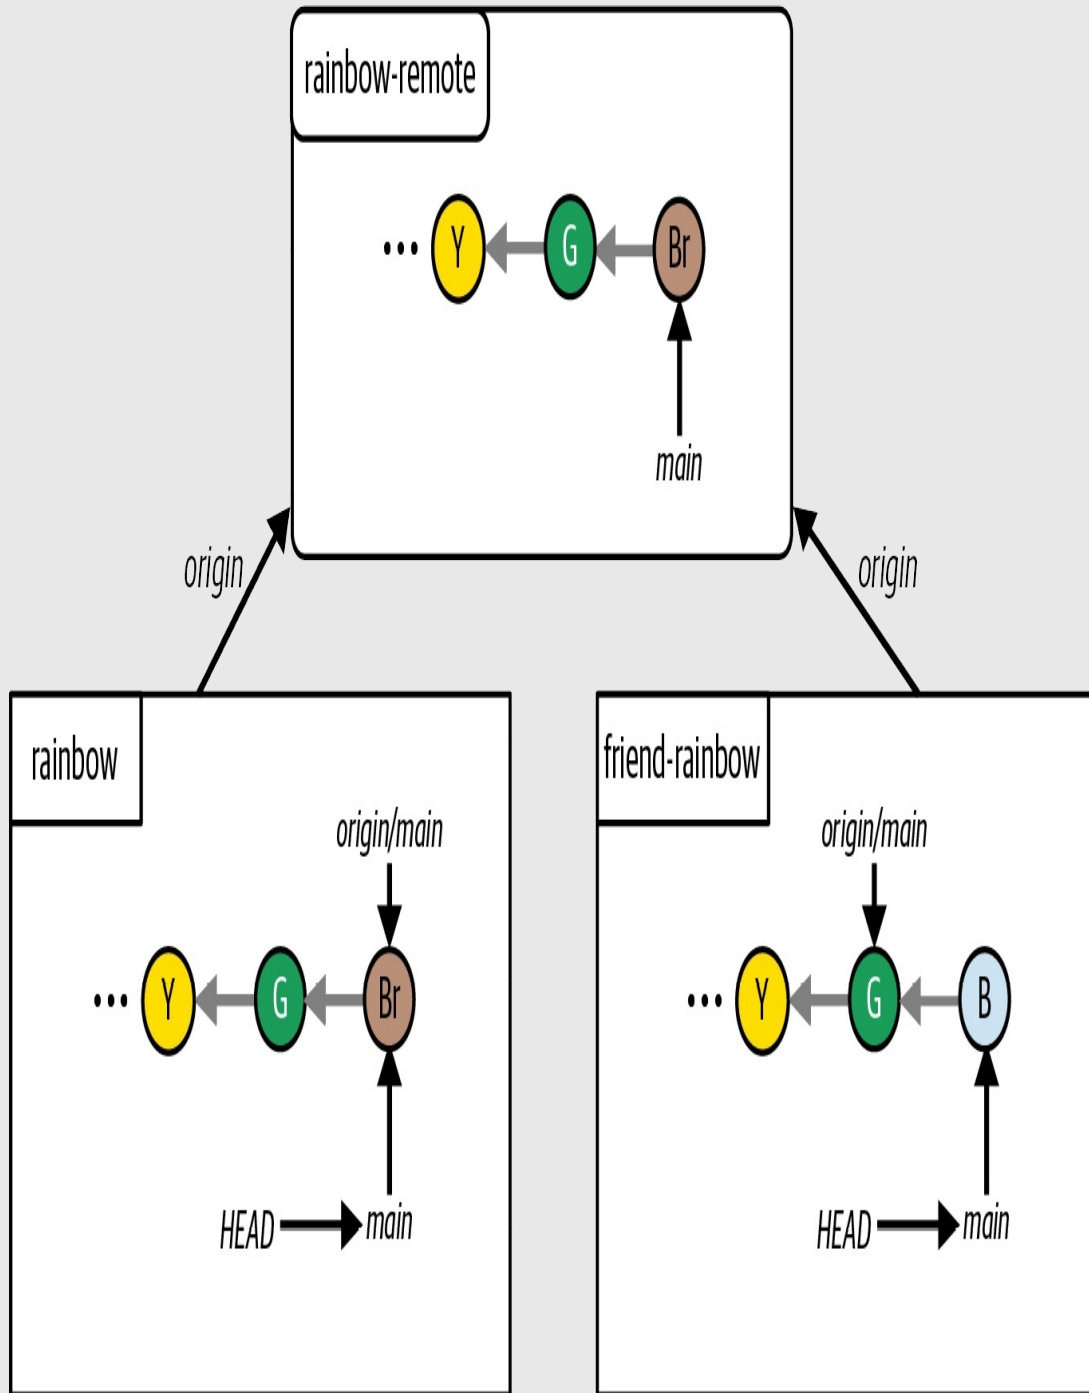 rainbow-remote
... Y G Br
main
origin
origin
rainbow
origin/main
... Y G Br
HEAD main
friend-rainbow
origin/main
... Y G B
HEAD main